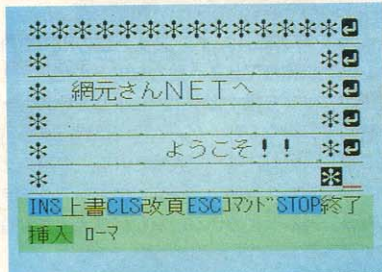 ＊＊＊＊＊＊＊＊＊＊＊＊＊＊↵
＊　　　　　　　　　　　　＊↵
＊　網元さんＮＥＴへ　　　＊↵
＊　　　　　　　　　　　　＊↵
＊　　　　　ようこそ！！　＊↵
＊　　　　　　　　　　　　＊
INS上書CLS改頁ESCｺﾏﾝﾄﾞSTOP終了
挿入 ﾛｰﾏ